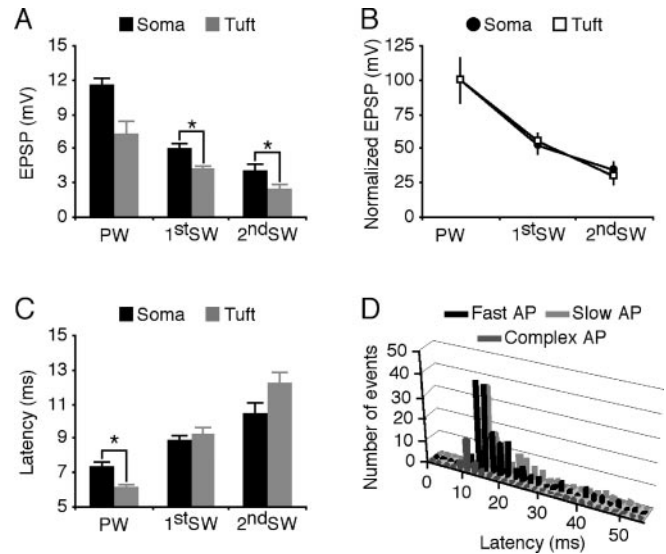 A
Soma Tuft
EPSP (mV)
15
12
9
6
3
0
*
*
PW 1stSW 2ndSW
B
Soma
Tuft
Normalized EPSP (mV)
125
100
75
50
25
0
PW 1stSW 2ndSW
C
Soma Tuft
Latency (ms)
15
13
11
9
7
5
*
PW 1stSW 2ndSW
D
Fast AP Slow AP
Complex AP
Number of events
50
40
30
20
10
0
0 10 20 30 40 50
Latency (ms)